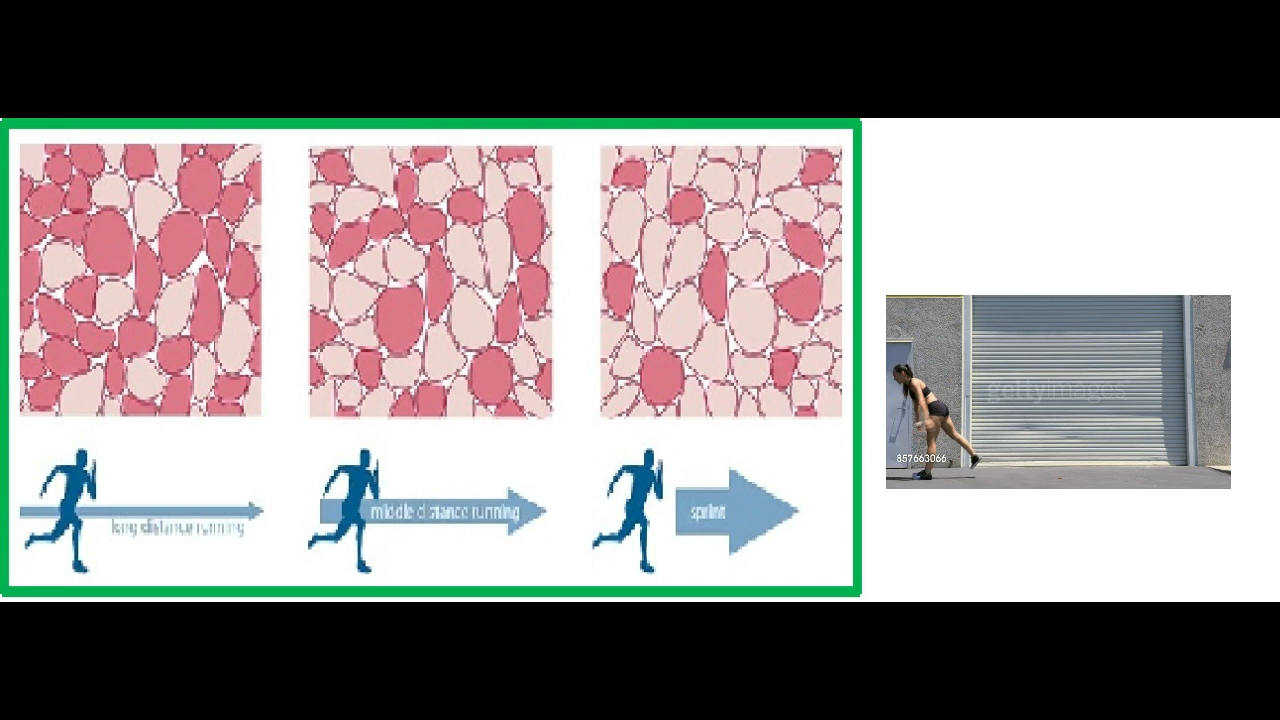 long distance running
middle distance running
sprint
gettyimages
857663066